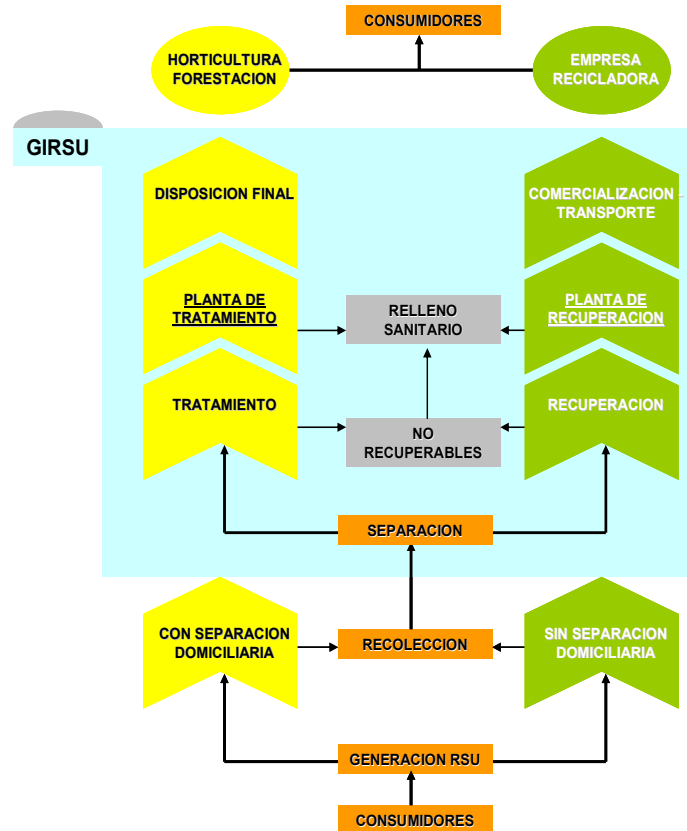 CONSUMIDORES
HORTICULTURA
FORESTACION
EMPRESA
RECICLADORA
GIRSU
DISPOSICION FINAL
COMERCIALIZACION -
TRANSPORTE
PLANTA DE
TRATAMIENTO
RELLENO
SANITARIO
PLANTA DE
RECUPERACION
TRATAMIENTO
NO
RECUPERABLES
RECUPERACION
SEPARACION
CON SEPARACION
DOMICILIARIA
RECOLECCION
SIN SEPARACION
DOMICILIARIA
GENERACION RSU
CONSUMIDORES